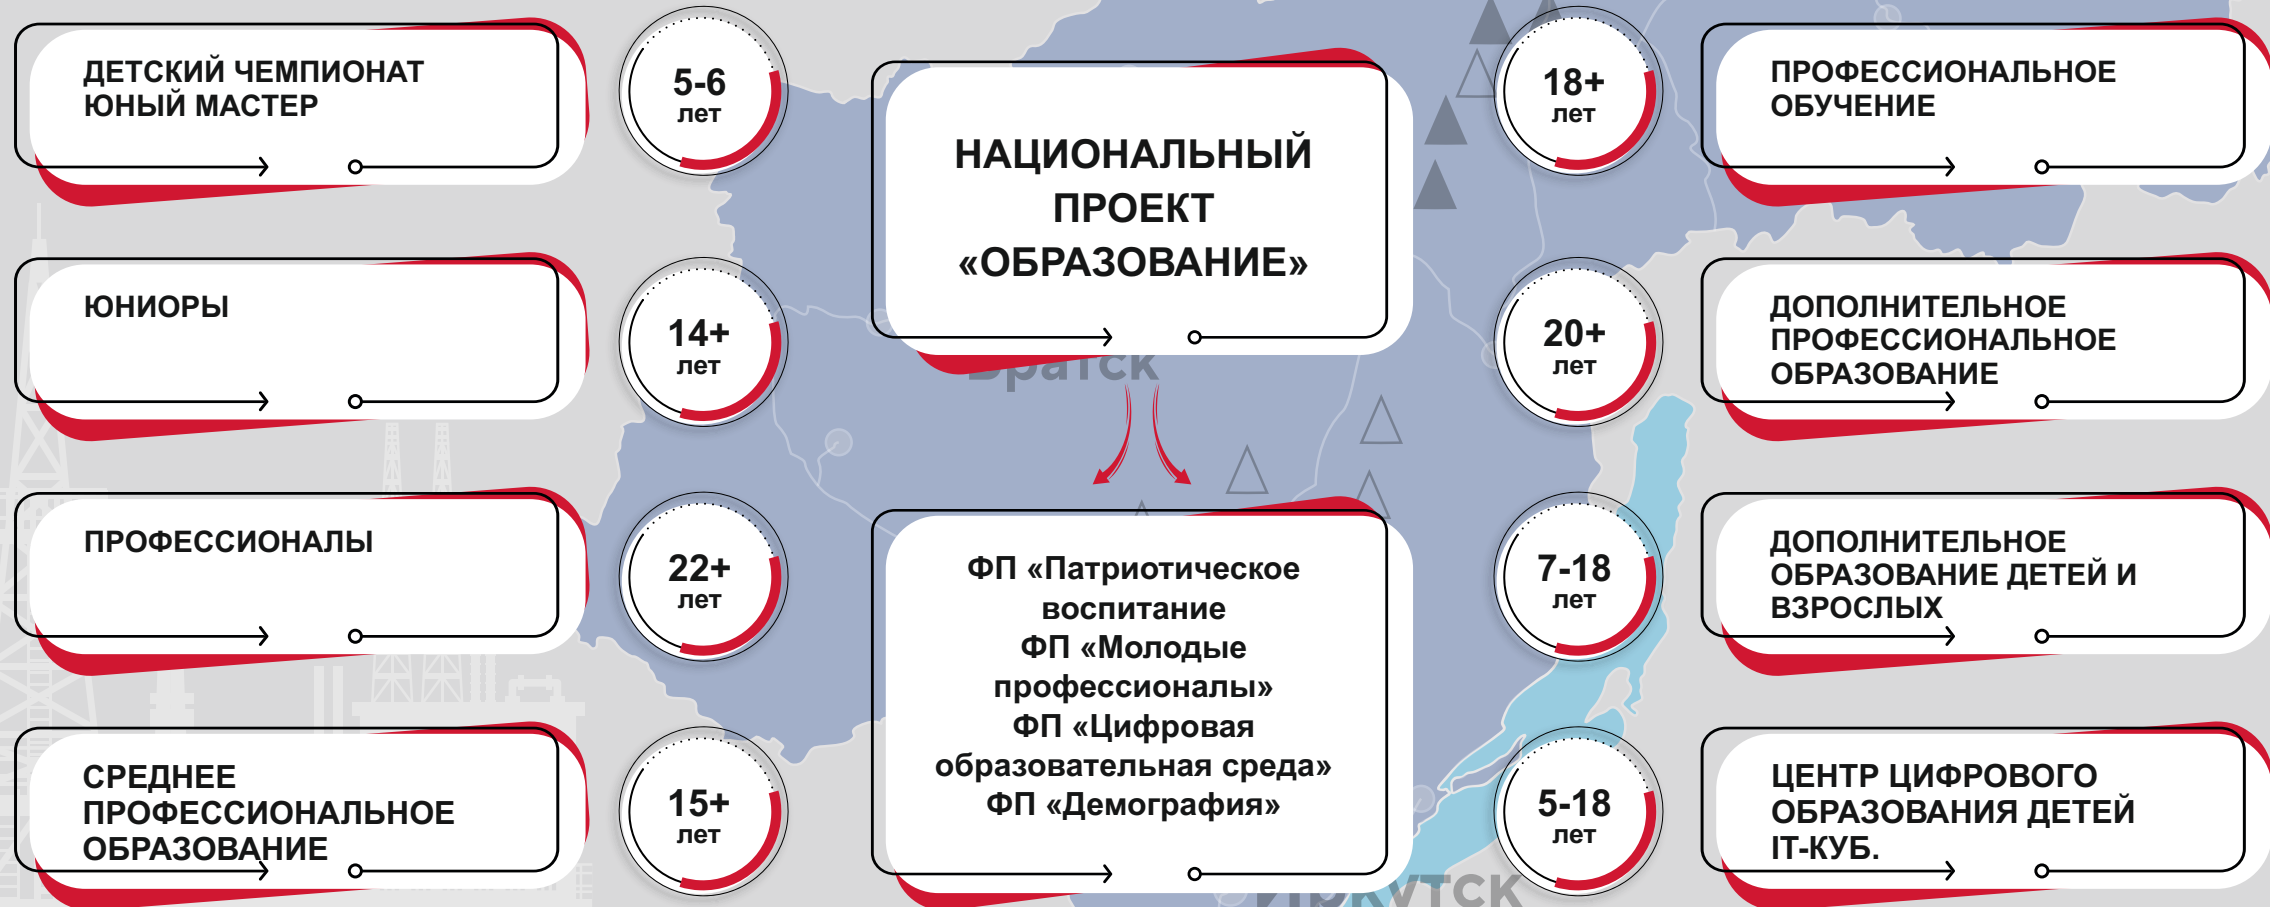 ДЕТСКИЙ ЧЕМПИОНАТ
ЮНЫЙ МАСТЕР
5-6
лет
ЮНИОРЫ
14+
лет
ПРОФЕССИОНАЛЫ
22+
лет
СРЕДНЕЕ
ПРОФЕССИОНАЛЬНОЕ
ОБРАЗОВАНИЕ
15+
лет
НАЦИОНАЛЬНЫЙ
ПРОЕКТ
«ОБРАЗОВАНИЕ»
Братск
ФП «Патриотическое
воспитание
ФП «Молодые
профессионалы»
ФП «Цифровая
образовательная среда»
ФП «Демография»
Иркутск
18+
лет
ПРОФЕССИОНАЛЬНОЕ
ОБУЧЕНИЕ
20+
лет
ДОПОЛНИТЕЛЬНОЕ
ПРОФЕССИОНАЛЬНОЕ
ОБРАЗОВАНИЕ
7-18
лет
ДОПОЛНИТЕЛЬНОЕ
ОБРАЗОВАНИЕ ДЕТЕЙ И
ВЗРОСЛЫХ
5-18
лет
ЦЕНТР ЦИФРОВОГО
ОБРАЗОВАНИЯ ДЕТЕЙ
IT-КУБ.